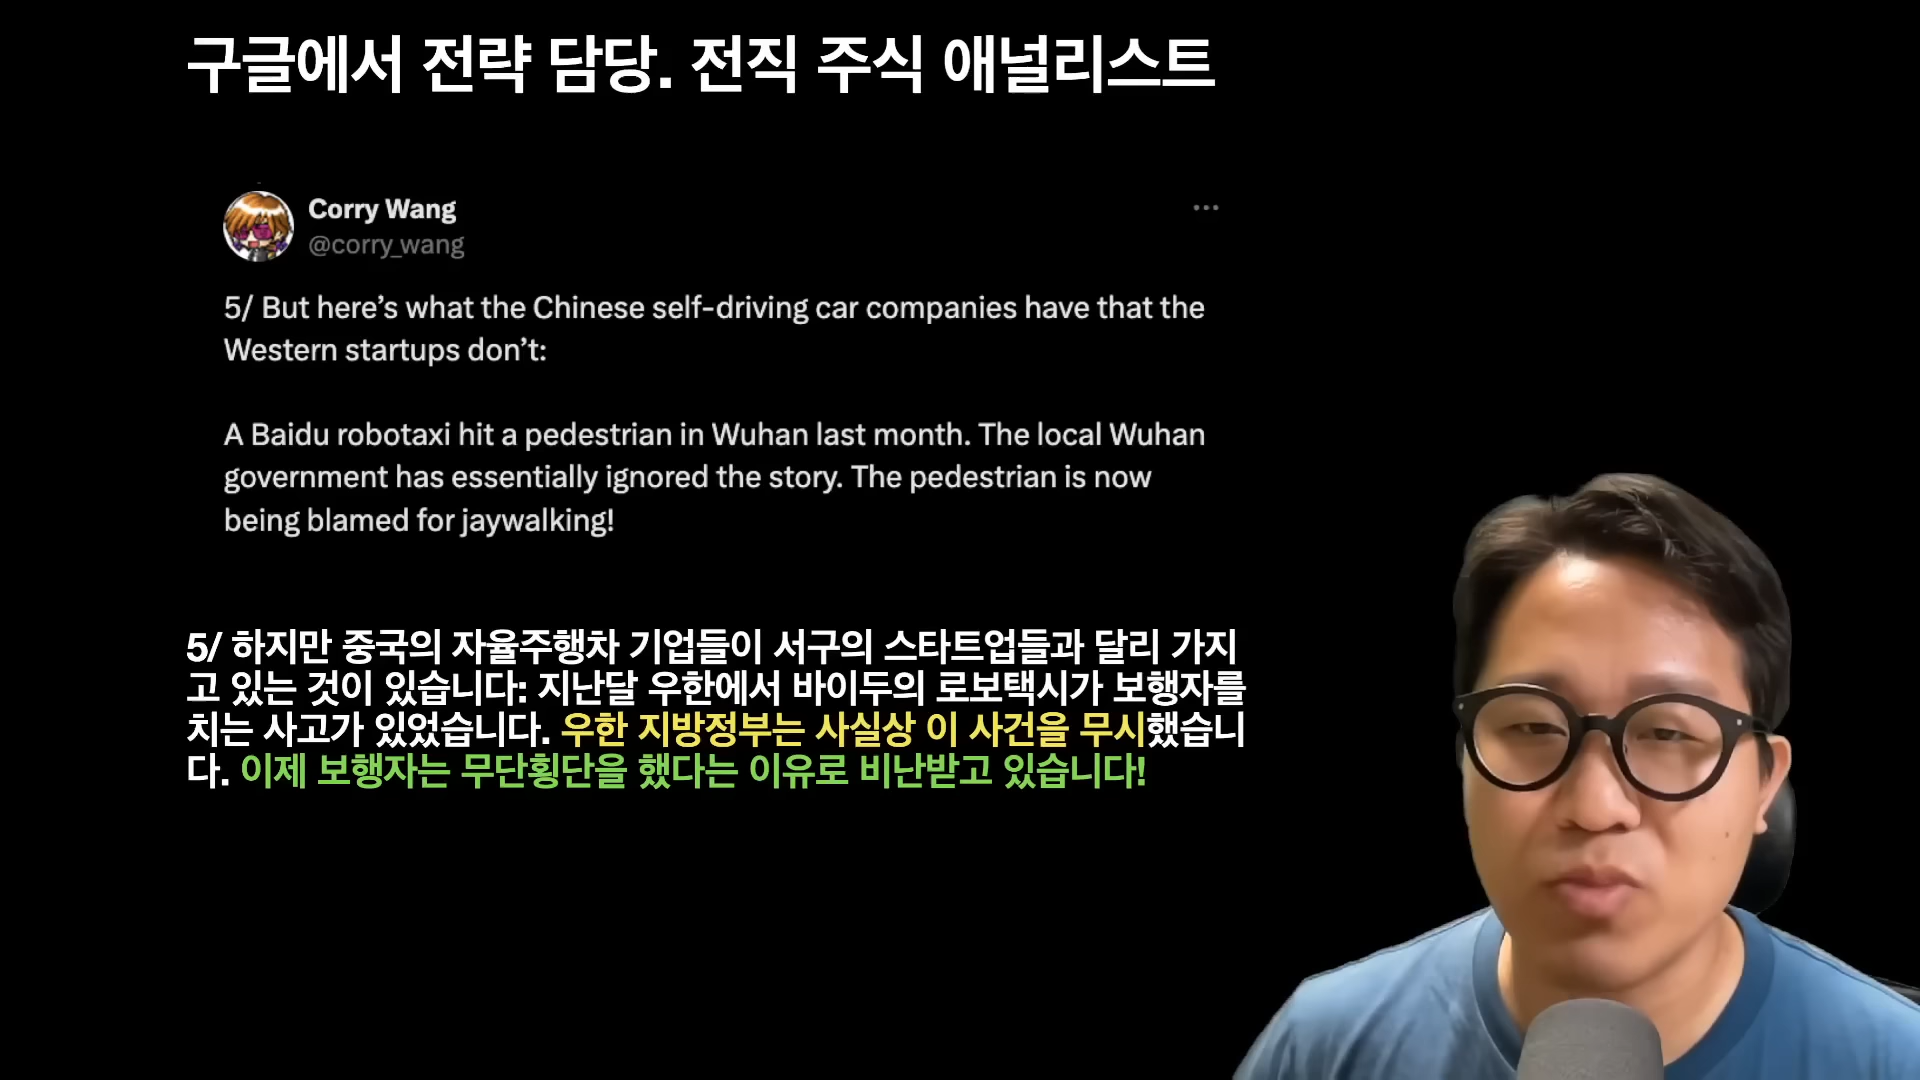 구글에서 전략 담당. 전직 주식 애널리스트
Corry Wang
@corry_wang
5/ But here’s what the Chinese self-driving car companies have that the
Western startups don’t:
A Baidu robotaxi hit a pedestrian in Wuhan last month. The local Wuhan
government has essentially ignored the story. The pedestrian is now
being blamed for jaywalking!
5/ 하지만 중국의 자율주행차 기업들이 서구의 스타트업들과 달리 가지
고 있는 것이 있습니다: 지난달 우한에서 바이두의 로보택시가 보행자를
치는 사고가 있었습니다. 우한 지방정부는 사실상 이 사건을 무시했습니
다. 이제 보행자는 무단횡단을 했다는 이유로 비난받고 있습니다!